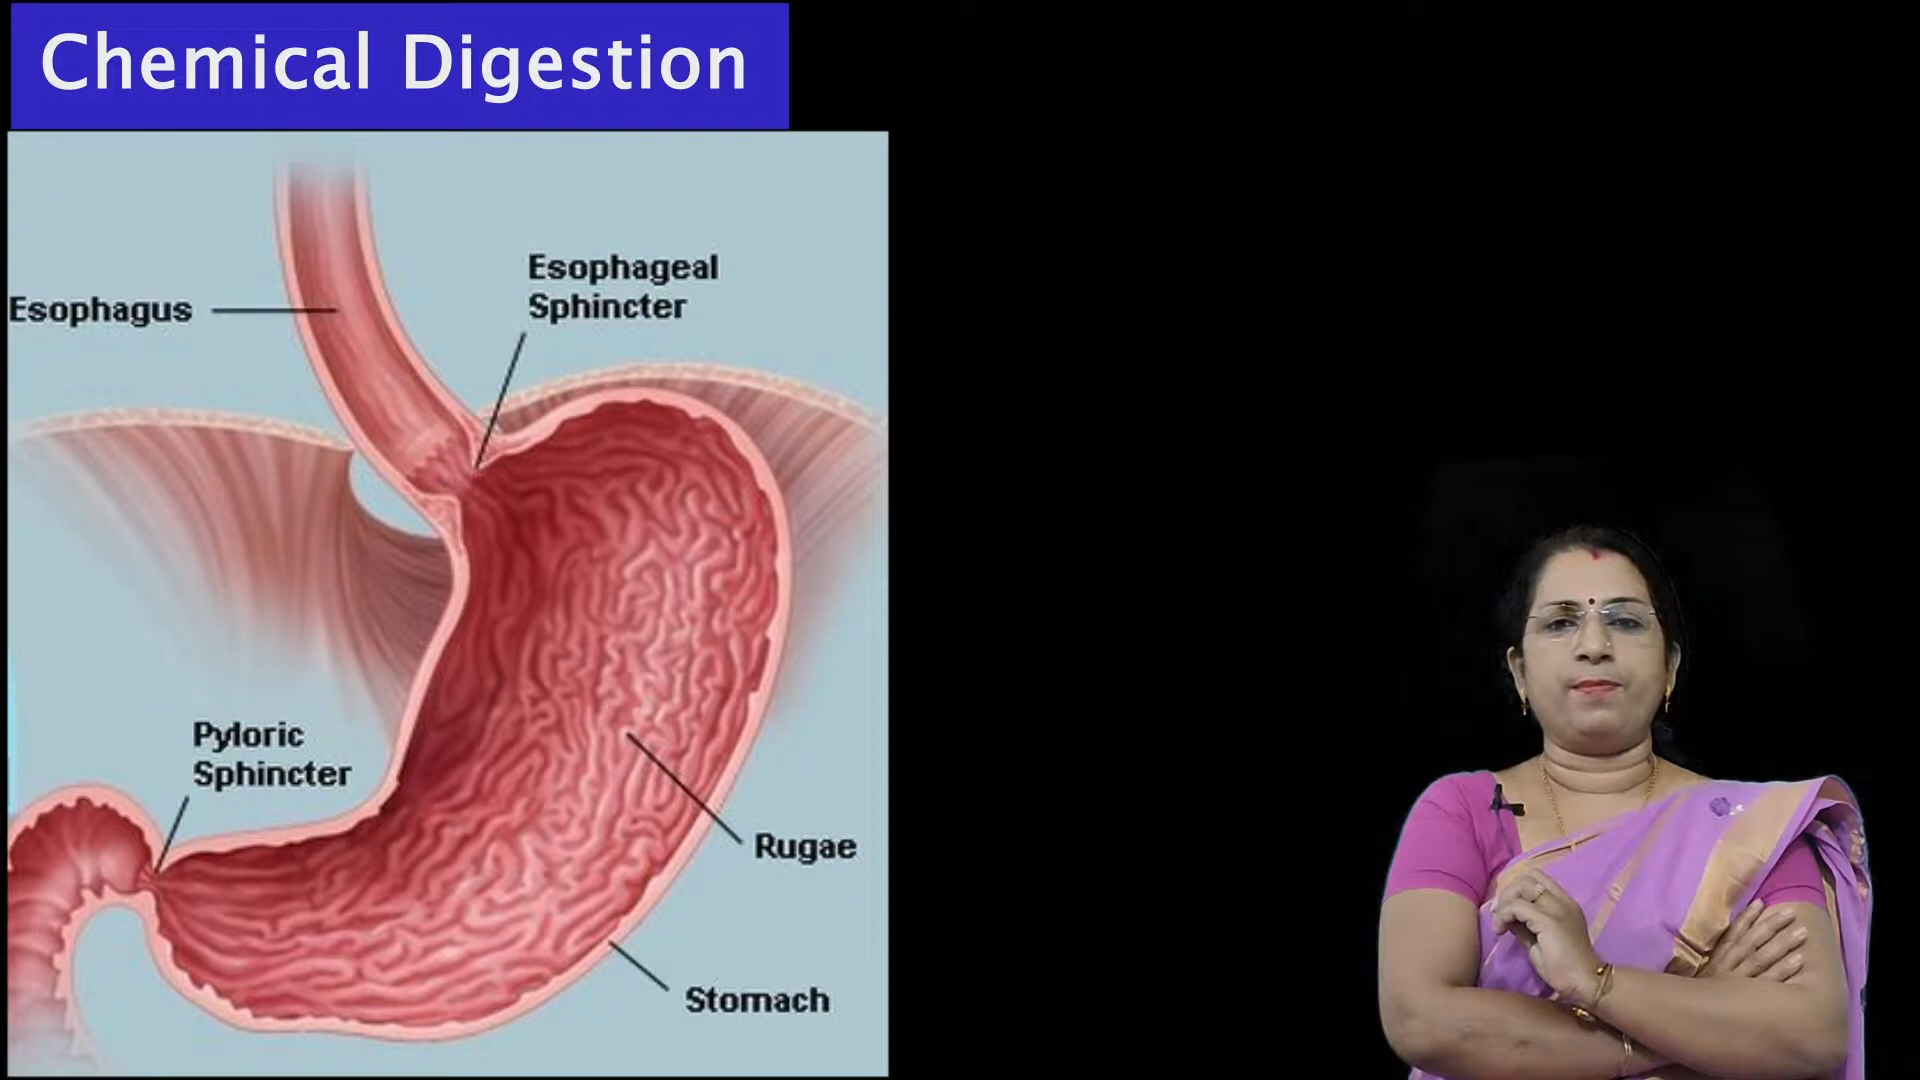 Chemical Digestion
Esophageal
Sphincter
Esophagus
Pyloric
Sphincter
Rugae
Stomach